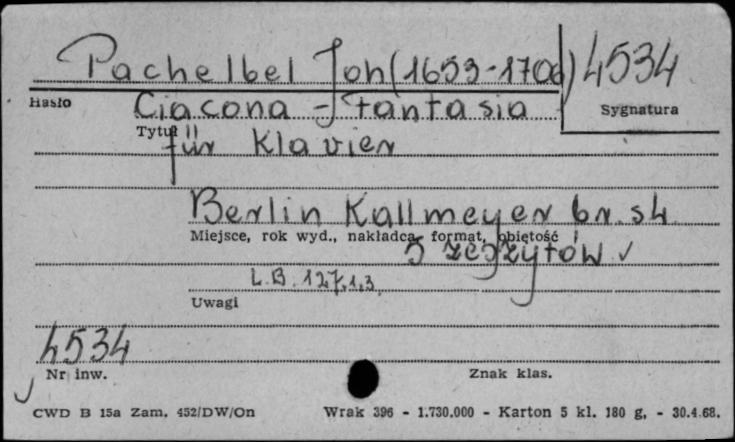 Pachelbel Joh (1653-1706) 4534
Hasło
Ciacona - Fantasia
Sygnatura
Tytuł
für Klavier
Berlin Kallmeyer br. s4
Miejsce, rok wyd., nakładca, format, objętość
5 zeszytów ✓
L.B. 127,1,3
Uwagi
4534
Nr inw.
Znak klas.
CWD B 15a Zam. 452/DW/On Wrak 396 - 1.730.000 - Karton 5 kl. 180 g, - 30.4.68.